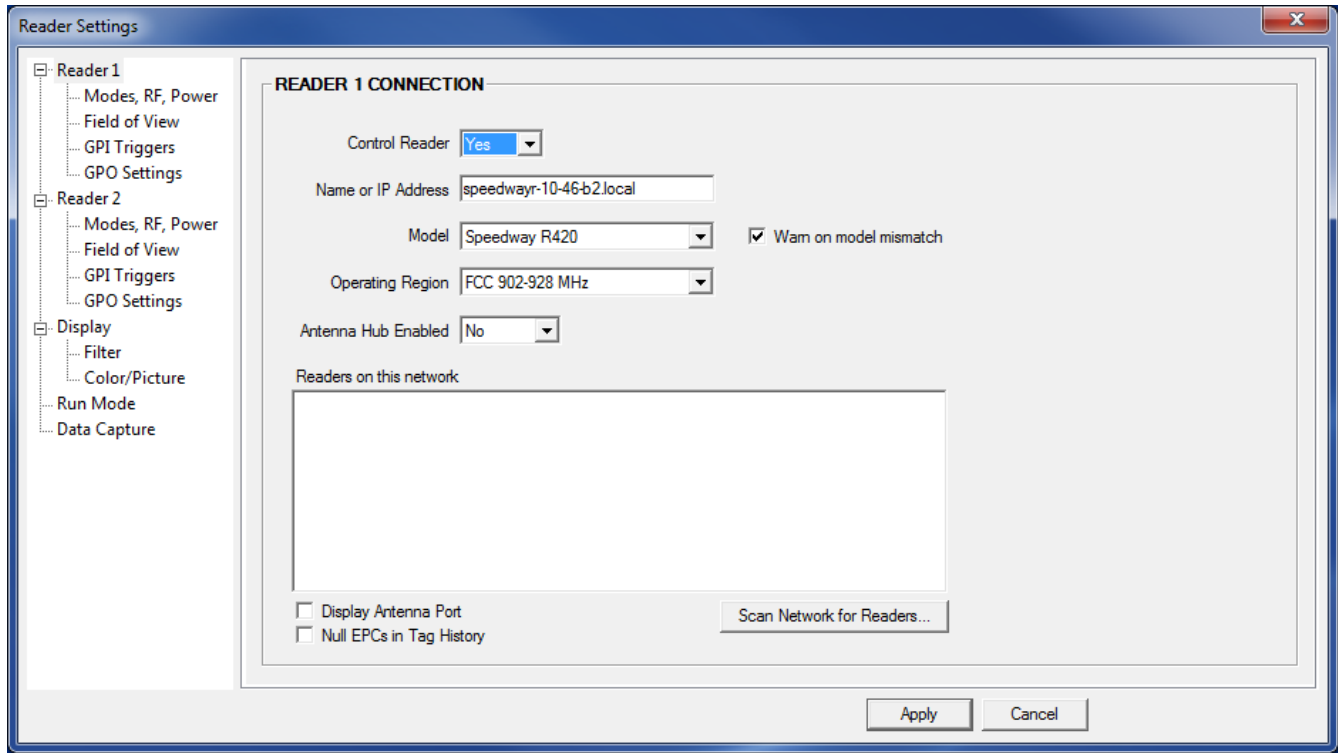 Reader Settings
Reader 1
Modes, RF, Power
Field of View
GPI Triggers
GPO Settings
Reader 2
Modes, RF, Power
Field of View
GPI Triggers
GPO Settings
Display
Filter
Color/Picture
Run Mode
Data Capture
READER 1 CONNECTION
Control Reader Yes
Name or IP Address speedwayr-10-46-b2.local
Model Speedway R420 Warn on model mismatch
Operating Region FCC 902-928 MHz
Antenna Hub Enabled No
Readers on this network
Display Antenna Port Scan Network for Readers...
Null EPCs in Tag History
Apply Cancel